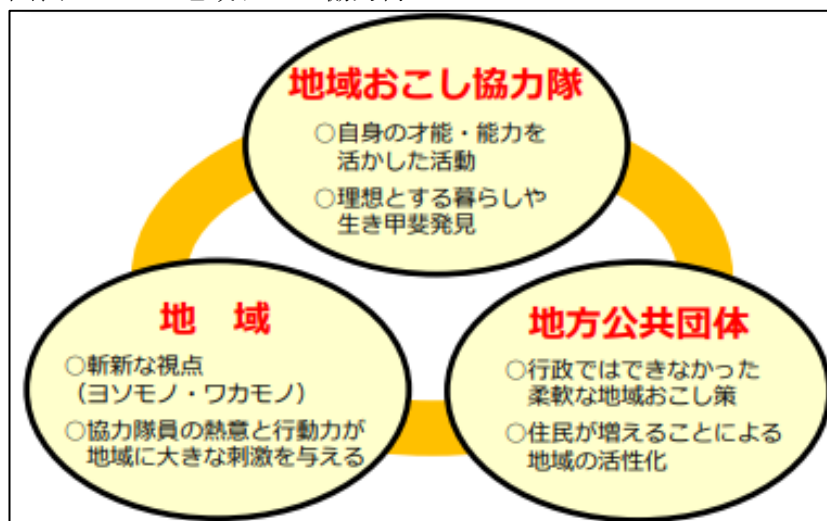 地域おこし協力隊
○自身の才能・能力を
活かした活動
○理想とする暮らしや
生き甲斐発見
地　域
○斬新な視点
（ヨソモノ・ワカモノ）
○協力隊員の熱意と行動力が
地域に大きな刺激を与える
地方公共団体
○行政ではできなかった
柔軟な地域おこし策
○住民が増えることによる
地域の活性化